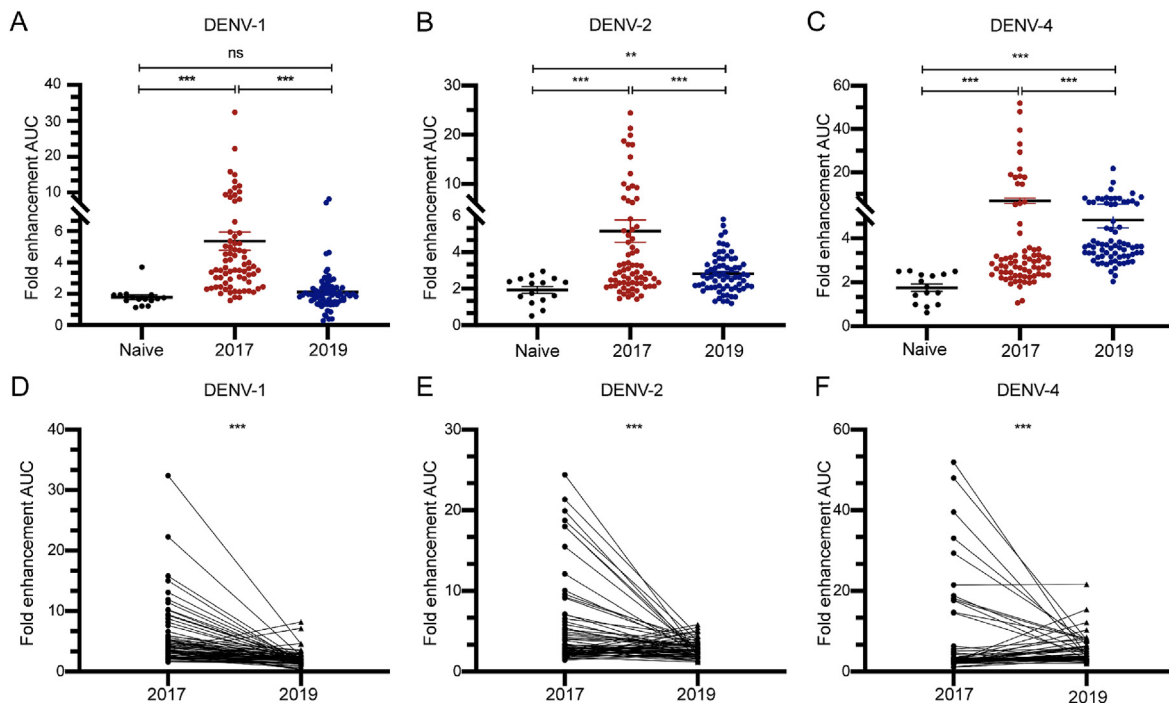 A
DENV-1
ns
*** ***
Fold enhancement AUC
40
30
20
10
6
4
2
0
Naive 2017 2019
B
DENV-2
**
*** ***
Fold enhancement AUC
30
20
10
6
4
2
0
Naive 2017 2019
C
DENV-4
***
*** ***
Fold enhancement AUC
60
40
20
4
2
0
Naive 2017 2019
D
DENV-1
***
Fold enhancement AUC
40
30
20
10
0
2017 2019
E
DENV-2
***
Fold enhancement AUC
30
20
10
0
2017 2019
F
DENV-4
***
Fold enhancement AUC
60
40
20
0
2017 2019